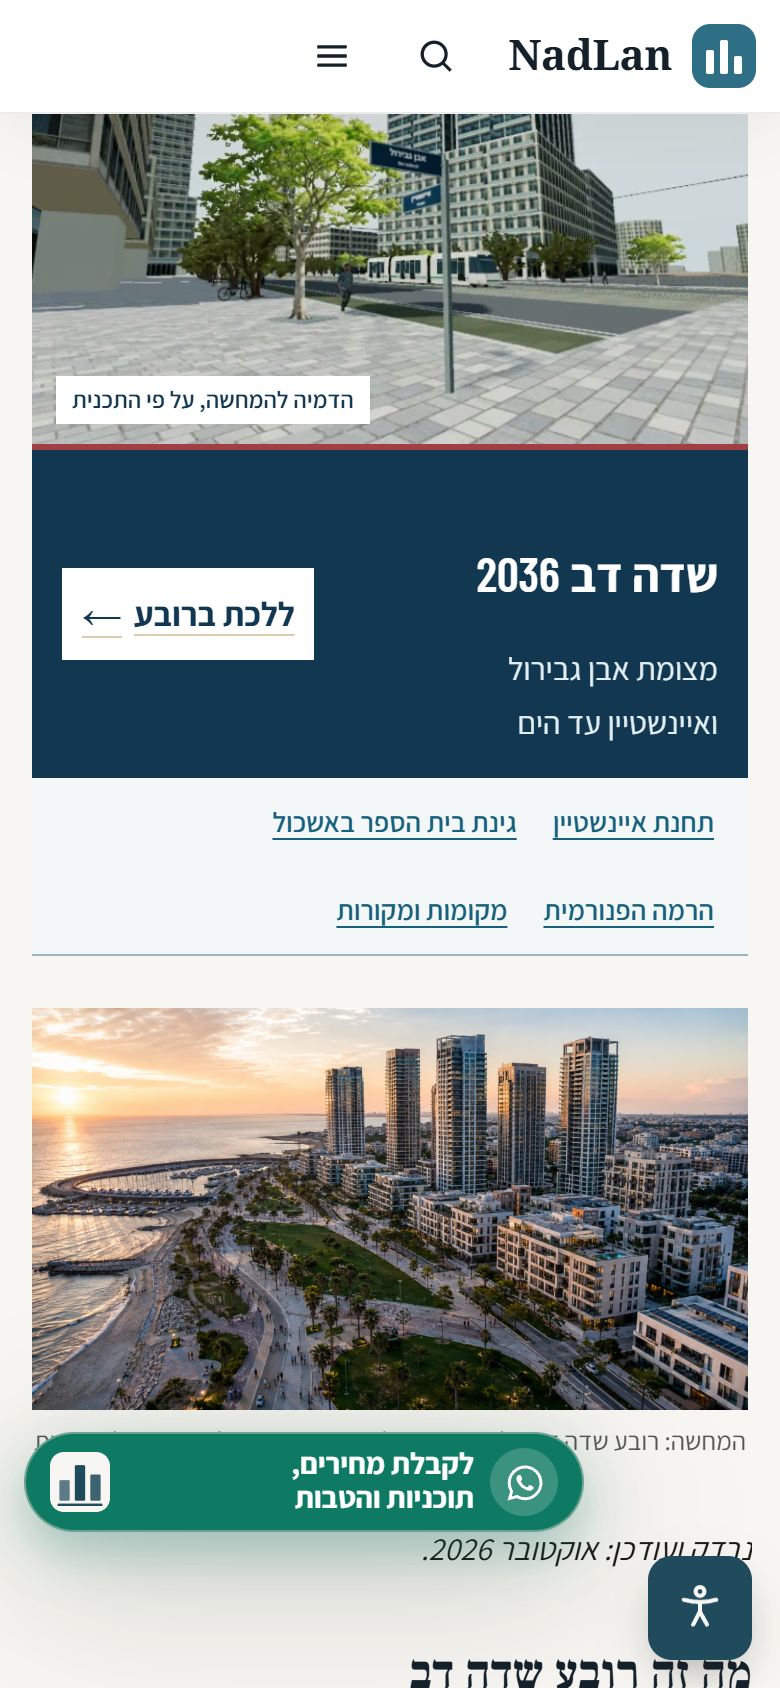 NadLan
אבן גבירול
הדמיה להמחשה, על פי התכנית
שדה דב 2036
ללכת ברובע ←
מצומת אבן גבירול
ואיינשטיין עד הים
תחנת איינשטיין
גינת בית הספר באשכול
הרמה הפנורמית
מקומות ומקורות
המחשה: רובע שדה
לקבלת מחירים,
תוכניות והטבות
נבדק ועודכן: אוקטובר 2026.
מה זה רובע שדה דב